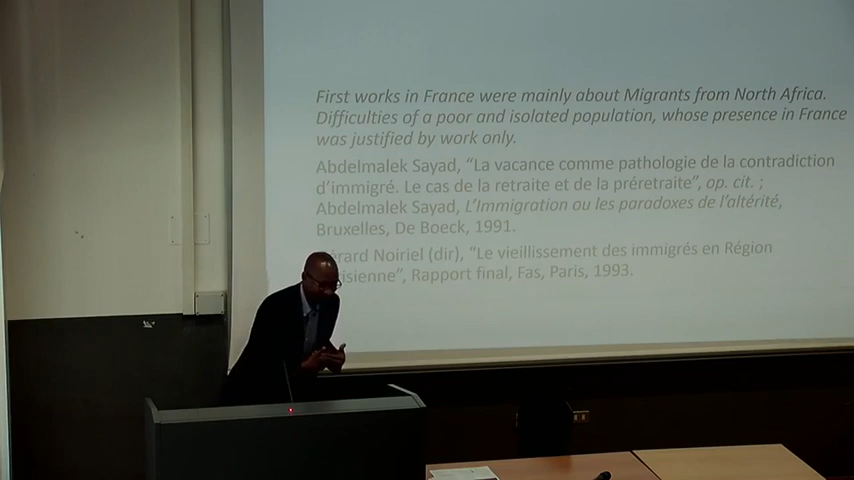 First works in France were mainly about Migrants from North Africa.
Difficulties of a poor and isolated population, whose presence in France
was justified by work only.
Abdelmalek Sayad, “La vacance comme pathologie de la contradiction
d’immigré. Le cas de la retraite et de la préretraite”, op. cit. ;
Abdelmalek Sayad, L’Immigration ou les paradoxes de l’altérité,
Bruxelles, De Boeck, 1991.
érard Noiriel (dir), “Le vieillissement des immigrés en Région
isienne”, Rapport final, Fas, Paris, 1993.